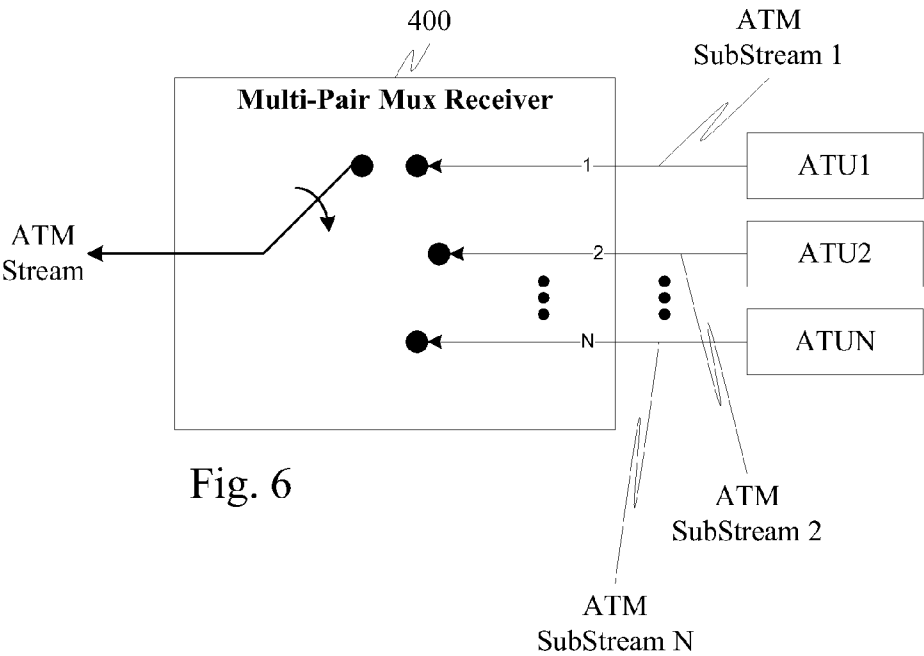 400
ATM
SubStream 1
Multi-Pair Mux Receiver
1
ATU1
ATM
Stream
2
ATU2
N
ATUN
Fig. 6
ATM
SubStream 2
ATM
SubStream N